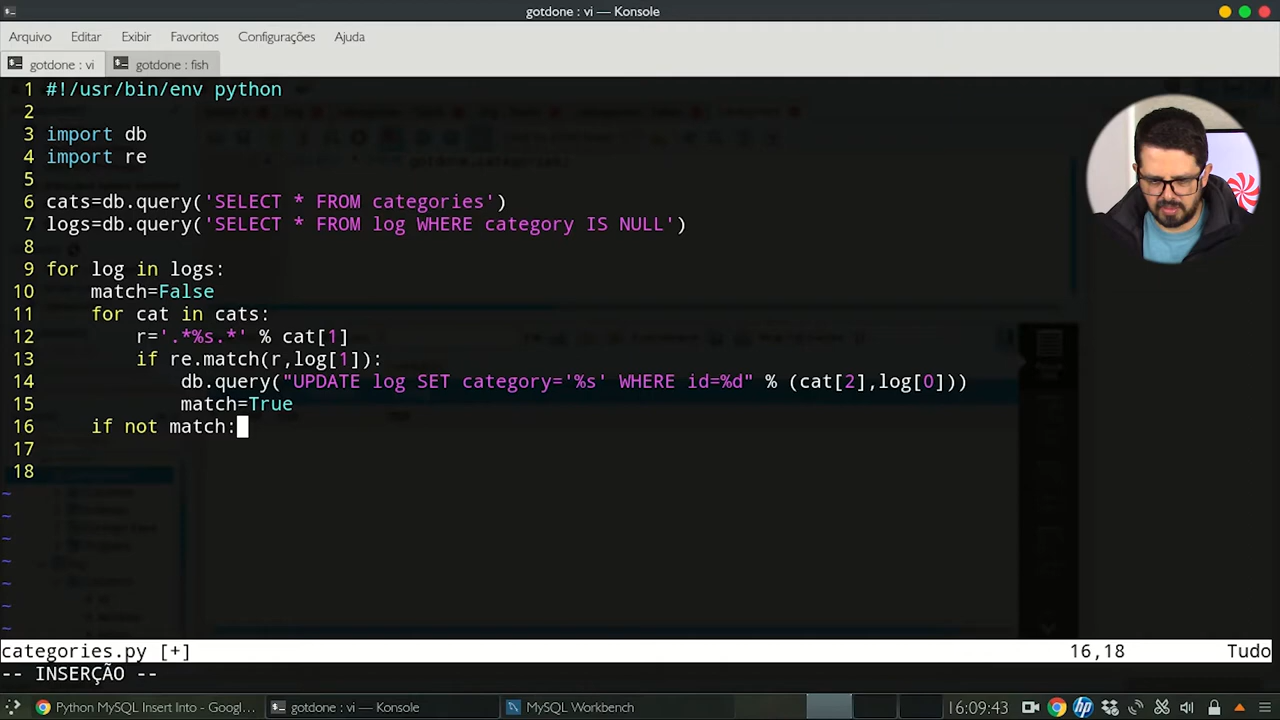 gotdone : vi — Konsole
Arquivo Editar Exibir Favoritos Configurações Ajuda
gotdone : vi gotdone : fish
1 #!/usr/bin/env python
2
3 import db
4 import re
5
6 cats=db.query('SELECT * FROM categories')
7 logs=db.query('SELECT * FROM log WHERE category IS NULL')
8
9 for log in logs:
10 match=False
11 for cat in cats:
12 r='.*%s.*' % cat[1]
13 if re.match(r,log[1]):
14 db.query("UPDATE log SET category='%s' WHERE id=%d" % (cat[2],log[0]))
15 match=True
16 if not match:
17
18
~
~
~
~
~
~
~
categories.py [+] 16,18 Tudo
-- INSERÇÃO --
Python MySQL Insert Into - Googl... gotdone : vi — Konsole MySQL Workbench 16:09:43